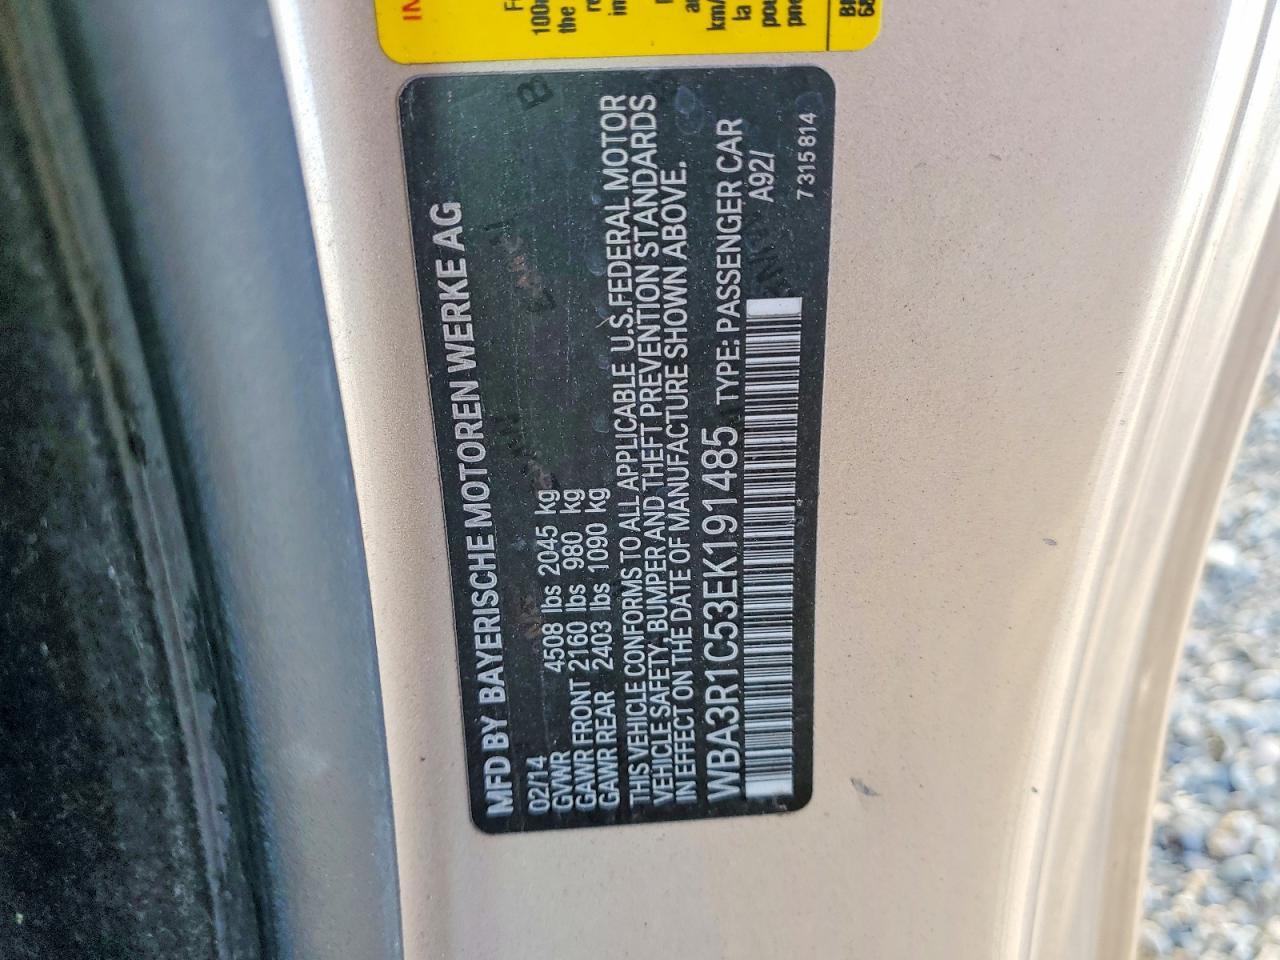 MFD BY BAYERISCHE MOTOREN WERKE AG
02/14
GVWR 4508 lbs 2045 kg
GAWR FRONT 2160 lbs 980 kg
GAWR REAR 2403 lbs 1090 kg
THIS VEHICLE CONFORMS TO ALL APPLICABLE U.S.FEDERAL MOTOR
VEHICLE SAFETY, BUMPER AND THEFT PREVENTION STANDARDS
IN EFFECT ON THE DATE OF MANUFACTURE SHOWN ABOVE.
WBA3R1C53EK191485 TYPE: PASSENGER CAR
A92/
7 315 814